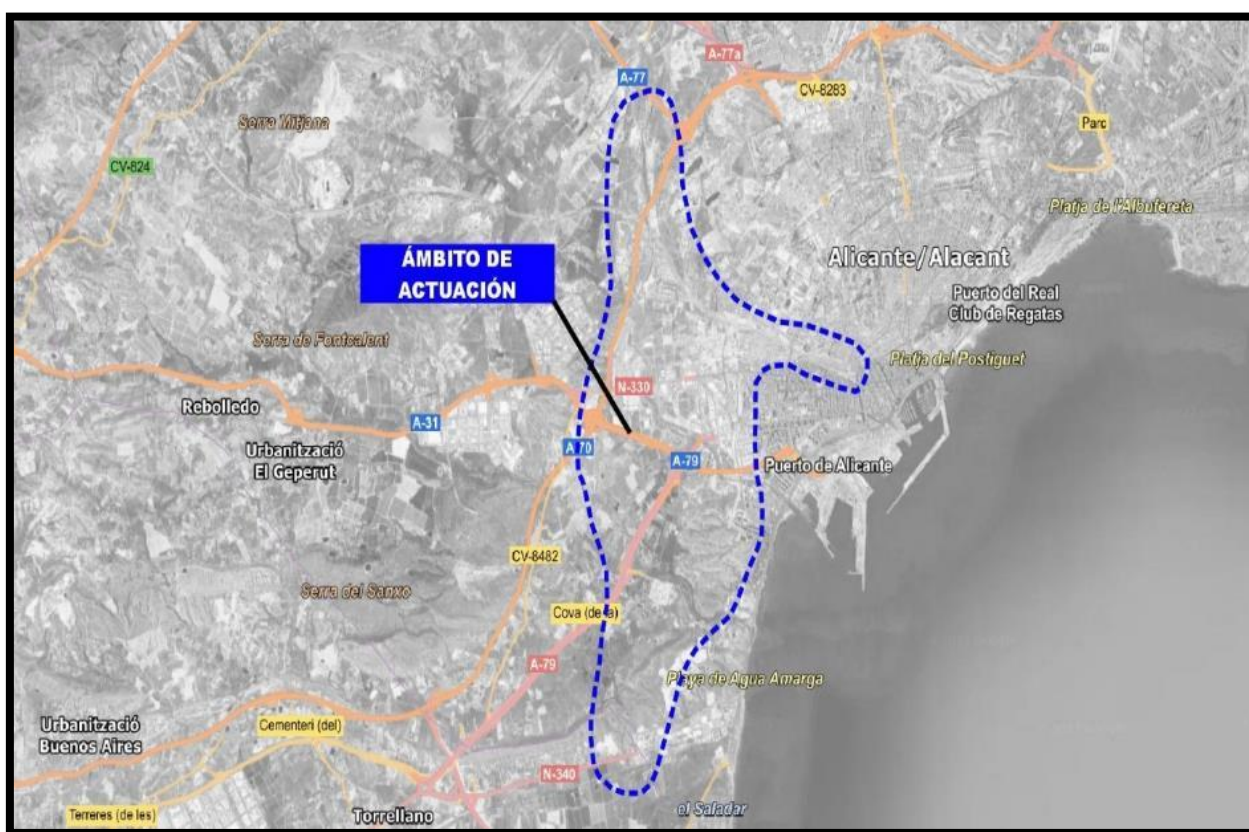 A-77a
A-77
CV-8283
Serra Mitjana
Parc
CV-824
Platja de l'Albufereta
ÁMBITO DE
ACTUACIÓN
Alicante/Alacant
Puerto del Real
Club de Regatas
Serra de Fontcalent
Platja del Postiguet
N-330
Rebolledo
A-31
Urbanització
El Geperut
A-70
A-79
Puerto de Alicante
CV-8482
Serra del Sanxo
Cova (de la)
A-79
Playa de Agua Amarga
Urbanització
Buenos Aires
Cementeri (del)
N-340
Terreres (de les)
Torrellano
el Saladar